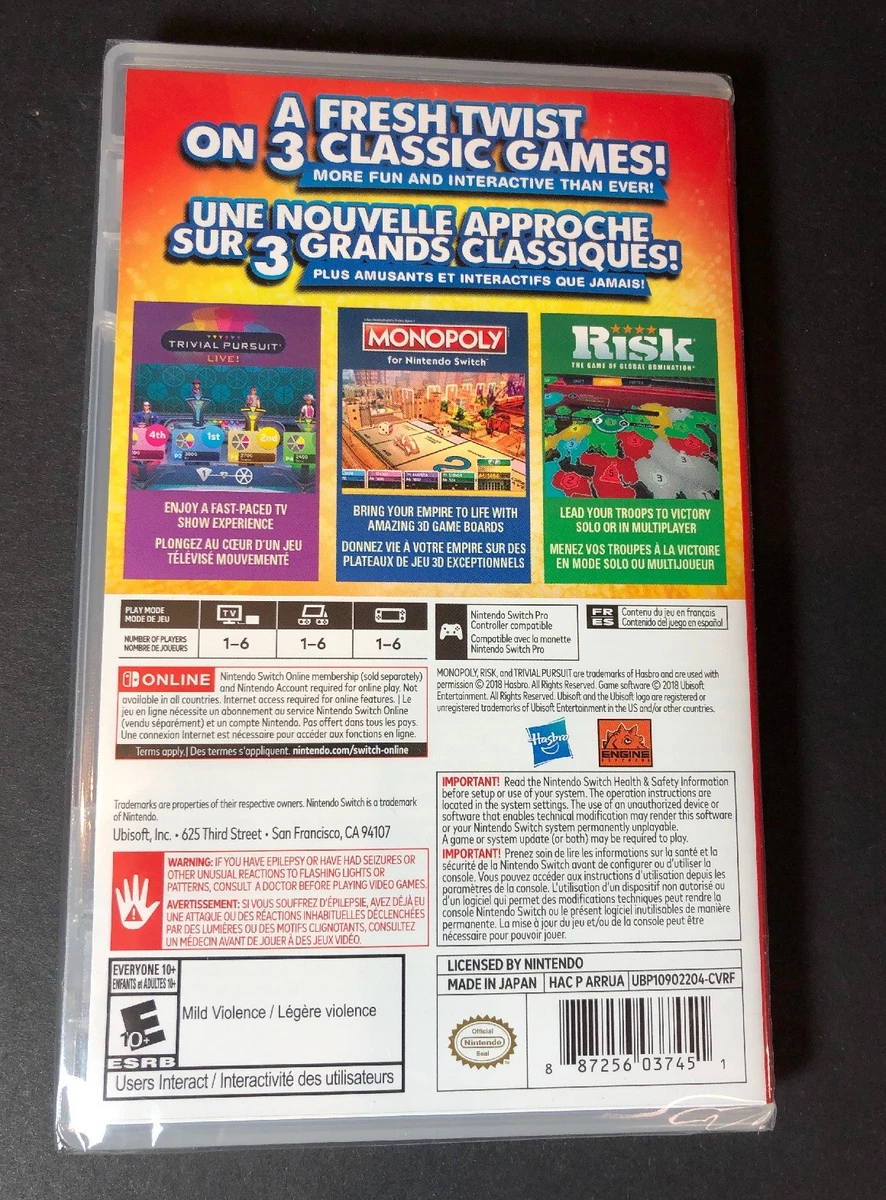 A FRESH TWIST
ON 3 CLASSIC GAMES!
MORE FUN AND INTERACTIVE THAN EVER!
UNE NOUVELLE APPROCHE
SUR 3 GRANDS CLASSIQUES!
PLUS AMUSANTS ET INTERACTIFS QUE JAMAIS!
TRIVIAL PURSUIT
LIVE!
4th
1st
2nd
ENJOY A FAST-PACED TV
SHOW EXPERIENCE
PLONGEZ AU CŒUR D'UN JEU
TÉLÉVISÉ MOUVEMENTÉ
MONOPOLY
for Nintendo Switch™
BRING YOUR EMPIRE TO LIFE WITH
AMAZING 3D GAME BOARDS
DONNEZ VIE À VOTRE EMPIRE SUR DES
PLATEAUX DE JEU 3D EXCEPTIONNELS
RISK
THE GAME OF GLOBAL DOMINATION®
LEAD YOUR TROOPS TO VICTORY
SOLO OR IN MULTIPLAYER
MENEZ VOS TROUPES À LA VICTOIRE
EN MODE SOLO OU MULTIJOUEUR
PLAY MODE
MODE DE JEU
TV
NUMBER OF PLAYERS
NOMBRE DE JOUEURS
1-6
1-6
1-6
Nintendo Switch Pro
Controller compatible
Compatible avec la manette
Nintendo Switch Pro
FR
ES
Contenu du jeu en français
Contenido del juego en español
ONLINE
Nintendo Switch Online membership (sold separately)
and Nintendo Account required for online play. Not
available in all countries. Internet access required for online features. | Le
jeu en ligne nécessite un abonnement au service Nintendo Switch Online
(vendu séparément) et un compte Nintendo. Pas offert dans tous les pays.
Une connexion Internet est nécessaire pour accéder aux fonctions en ligne.
Terms apply. | Des termes s'appliquent. nintendo.com/switch-online
MONOPOLY, RISK, and TRIVIAL PURSUIT are trademarks of Hasbro and are used with
permission © 2018 Hasbro. All Rights Reserved. Game software © 2018 Ubisoft
Entertainment. All Rights Reserved. Ubisoft and the Ubisoft logo are registered or
unregistered trademarks of Ubisoft Entertainment in the US and/or other countries.
Hasbro
ENGINE
SOFTWARE
Trademarks are properties of their respective owners. Nintendo Switch is a trademark
of Nintendo.
Ubisoft, Inc. • 625 Third Street • San Francisco, CA 94107
WARNING: IF YOU HAVE EPILEPSY OR HAVE HAD SEIZURES OR
OTHER UNUSUAL REACTIONS TO FLASHING LIGHTS OR
PATTERNS, CONSULT A DOCTOR BEFORE PLAYING VIDEO GAMES.
AVERTISSEMENT: SI VOUS SOUFFREZ D'ÉPILEPSIE, AVEZ DÉJÀ EU
UNE ATTAQUE OU DES RÉACTIONS INHABITUELLES DÉCLENCHÉES
PAR DES LUMIÈRES OU DES MOTIFS CLIGNOTANTS, CONSULTEZ
UN MÉDECIN AVANT DE JOUER À DES JEUX VIDÉO.
IMPORTANT! Read the Nintendo Switch Health & Safety Information
before setup or use of your system. The operation instructions are
located in the system settings. The use of an unauthorized device or
software that enables technical modification may render this software
or your Nintendo Switch system permanently unplayable.
A game or system update (or both) may be required to play.
IMPORTANT! Prenez soin de lire les informations sur la santé et la
sécurité de la Nintendo Switch avant de configurer ou d'utiliser la
console. Vous pouvez accéder aux instructions d'utilisation depuis les
paramètres de la console. L'utilisation d'un dispositif non autorisé ou
d'un logiciel qui permet des modifications techniques peut rendre la
console Nintendo Switch ou le présent logiciel inutilisables de manière
permanente. La mise à jour du jeu et/ou de la console peut être
nécessaire pour pouvoir jouer.
EVERYONE 10+
ENFANTS et ADULTES 10+
E
10+
ESRB
Mild Violence / Légère violence
Users Interact / Interactivité des utilisateurs
LICENSED BY NINTENDO
MADE IN JAPAN HAC P ARRUA UBP10902204-CVRF
Official
Nintendo
Seal
8 87256 03745 1